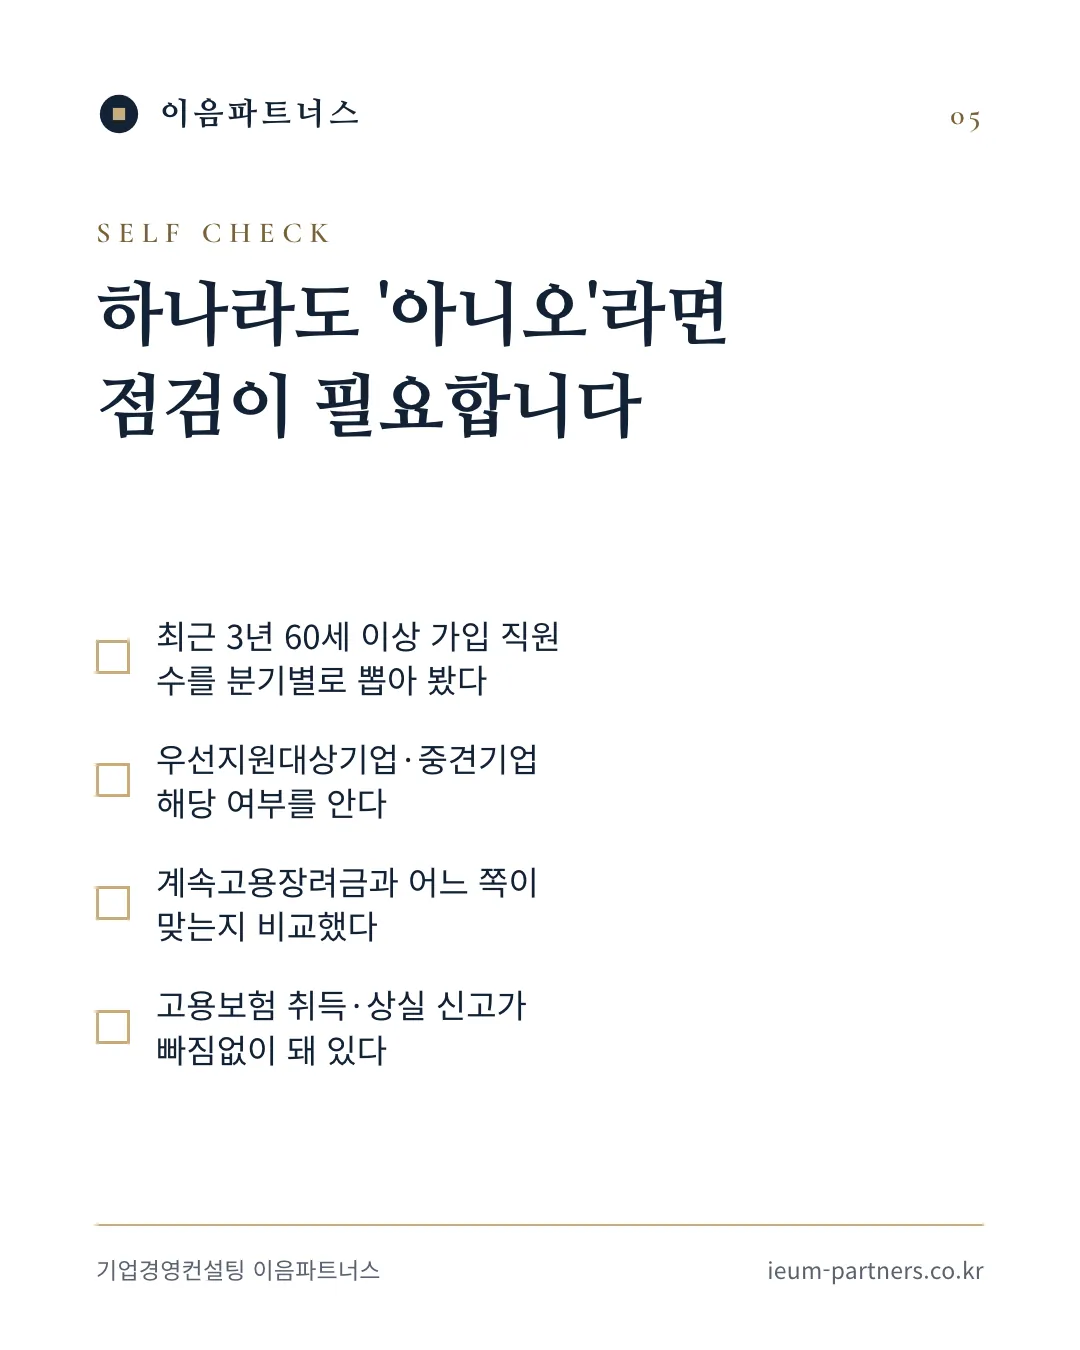 이음파트너스
05
SELF CHECK
하나라도 '아니오'라면
점검이 필요합니다
최근 3년 60세 이상 가입 직원
수를 분기별로 뽑아 봤다
우선지원대상기업·중견기업
해당 여부를 안다
계속고용장려금과 어느 쪽이
맞는지 비교했다
고용보험 취득·상실 신고가
빠짐없이 돼 있다
기업경영컨설팅 이음파트너스
ieum-partners.co.kr